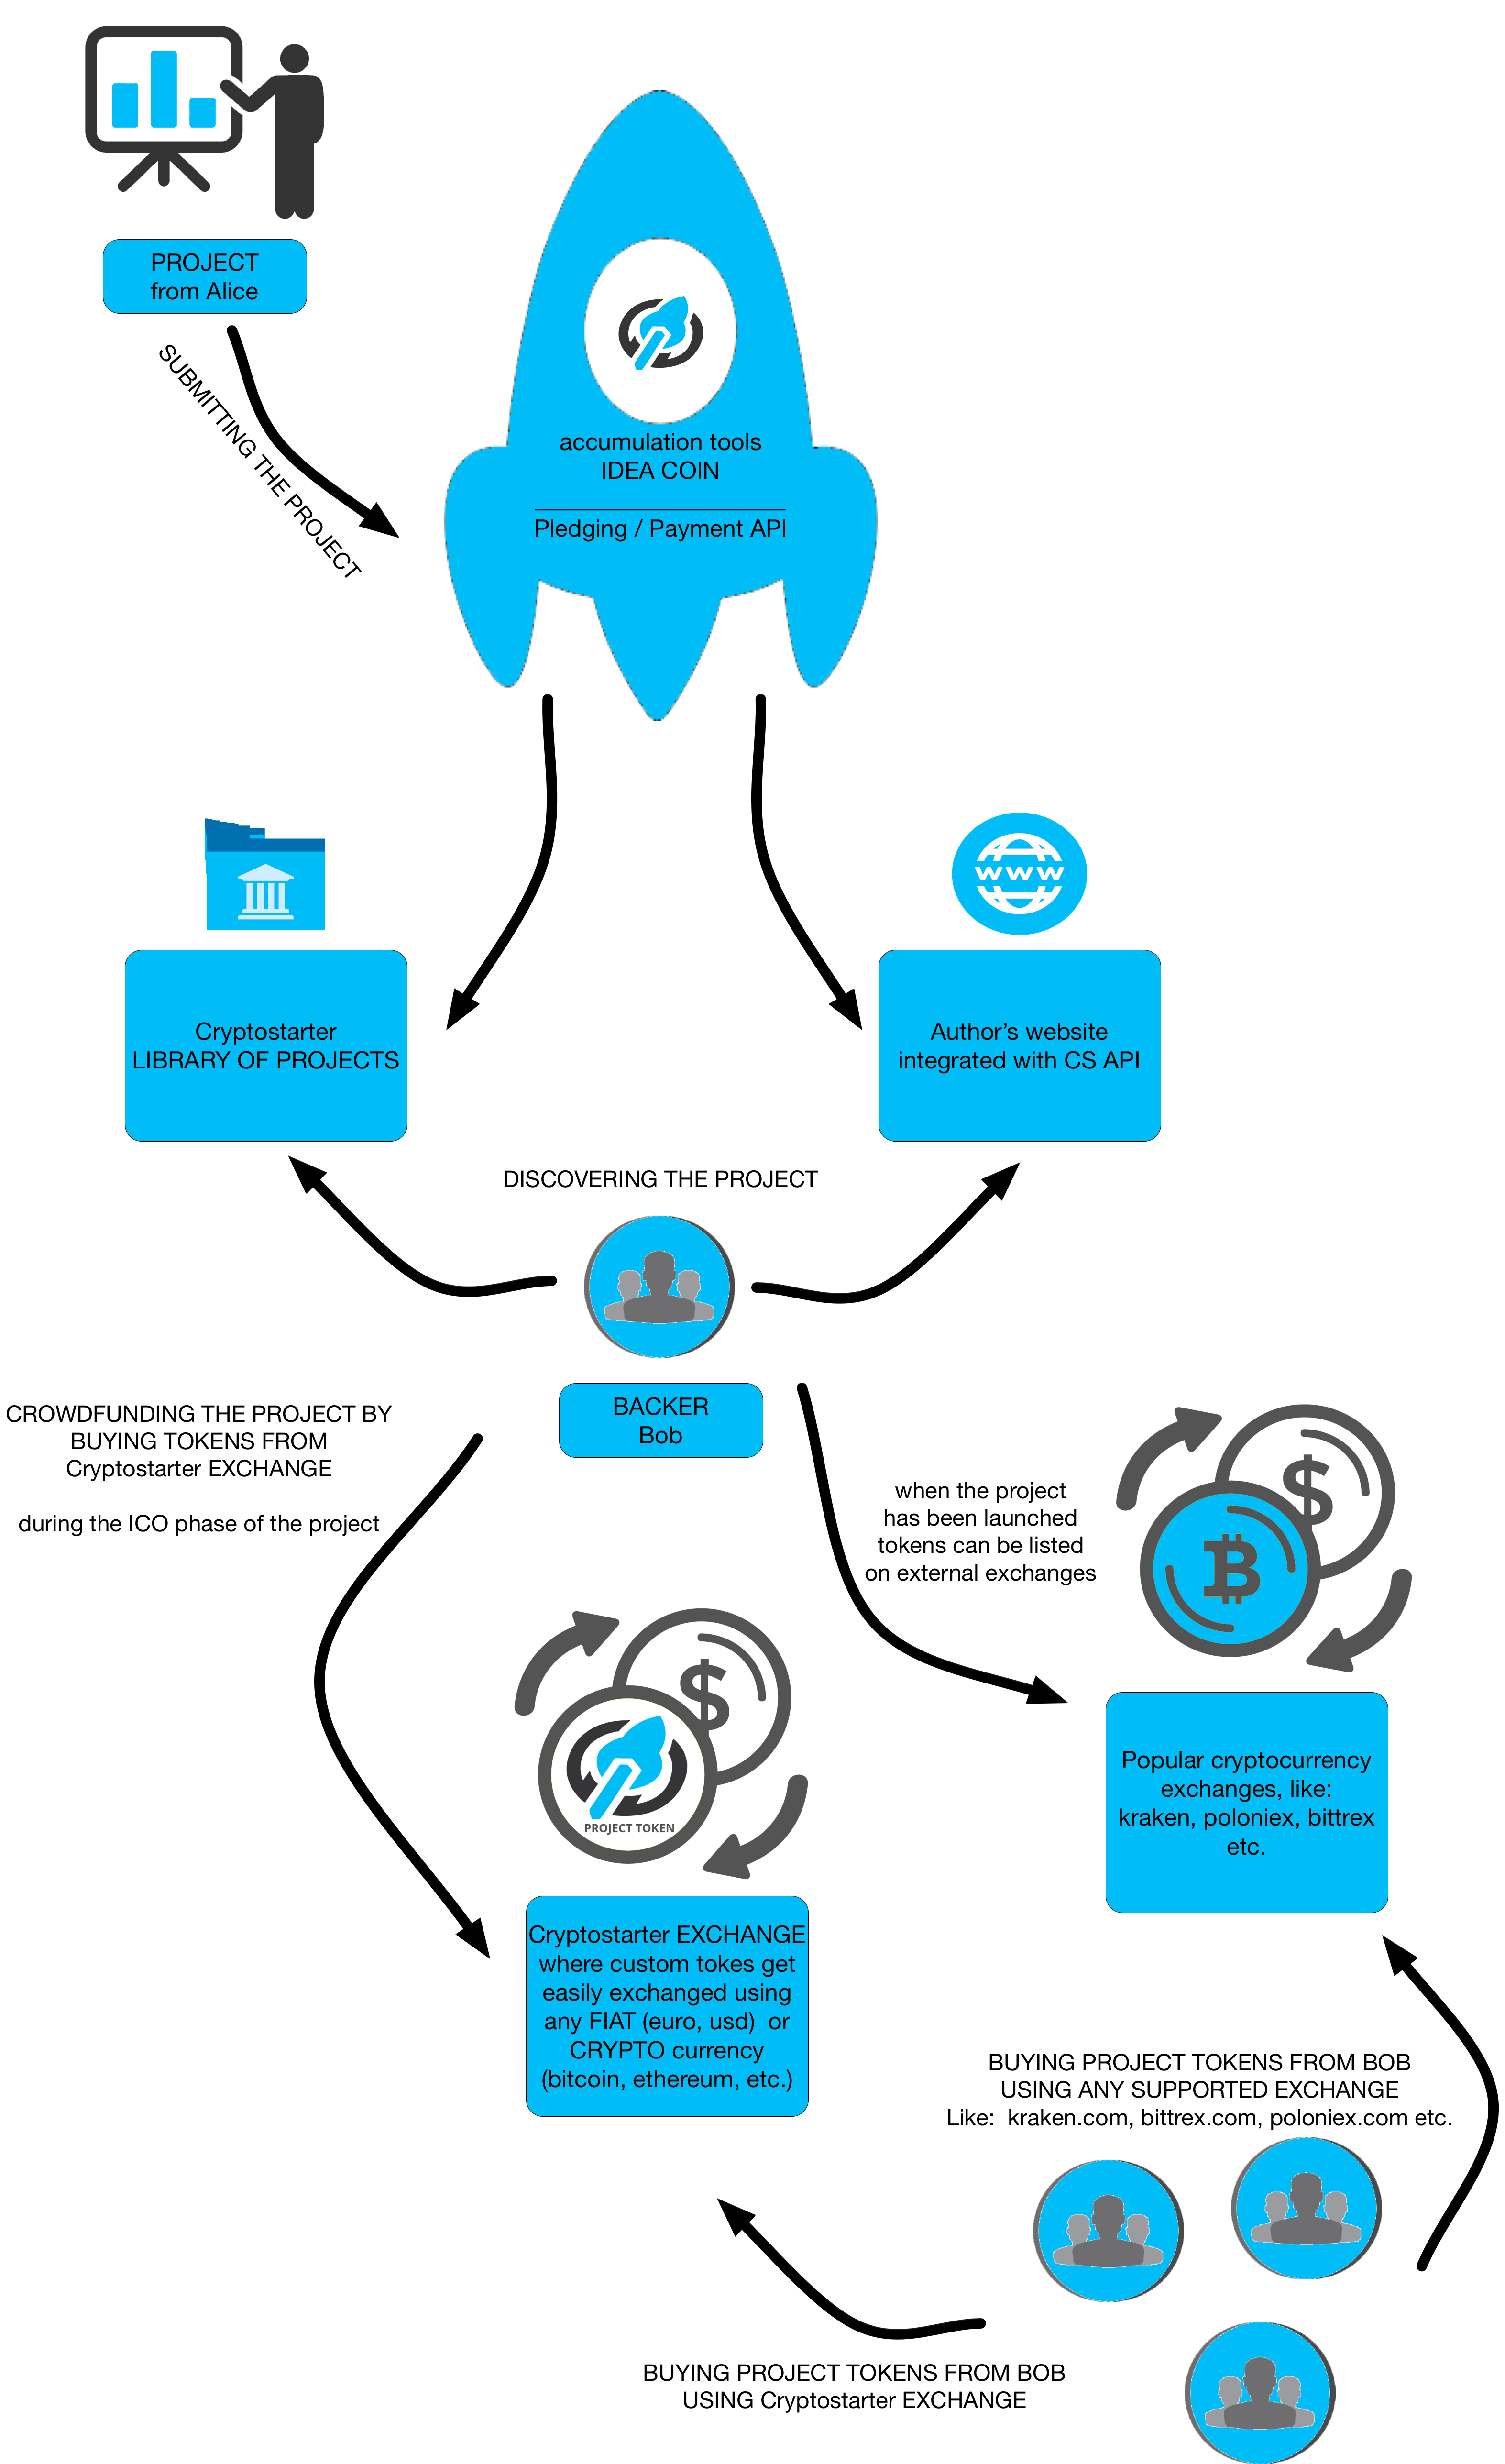 PROJECT
from Alice
SUBMITTING THE PROJECT
accumulation tools
IDEA COIN
Pledging / Payment API
www
Cryptostarter
LIBRARY OF PROJECTS
Author’s website
integrated with CS API
DISCOVERING THE PROJECT
BACKER
Bob
CROWDFUNDING THE PROJECT BY
BUYING TOKENS FROM
Cryptostarter EXCHANGE
during the ICO phase of the project
when the project
has been launched
tokens can be listed
on external exchanges
$
B
$
PROJECT TOKEN
Popular cryptocurrency
exchanges, like:
kraken, poloniex, bittrex
etc.
Cryptostarter EXCHANGE
where custom tokes get
easily exchanged using
any FIAT (euro, usd)  or
CRYPTO currency
(bitcoin, ethereum, etc.)
BUYING PROJECT TOKENS FROM BOB
USING ANY SUPPORTED EXCHANGE
Like:  kraken.com, bittrex.com, poloniex.com etc.
BUYING PROJECT TOKENS FROM BOB
USING Cryptostarter EXCHANGE